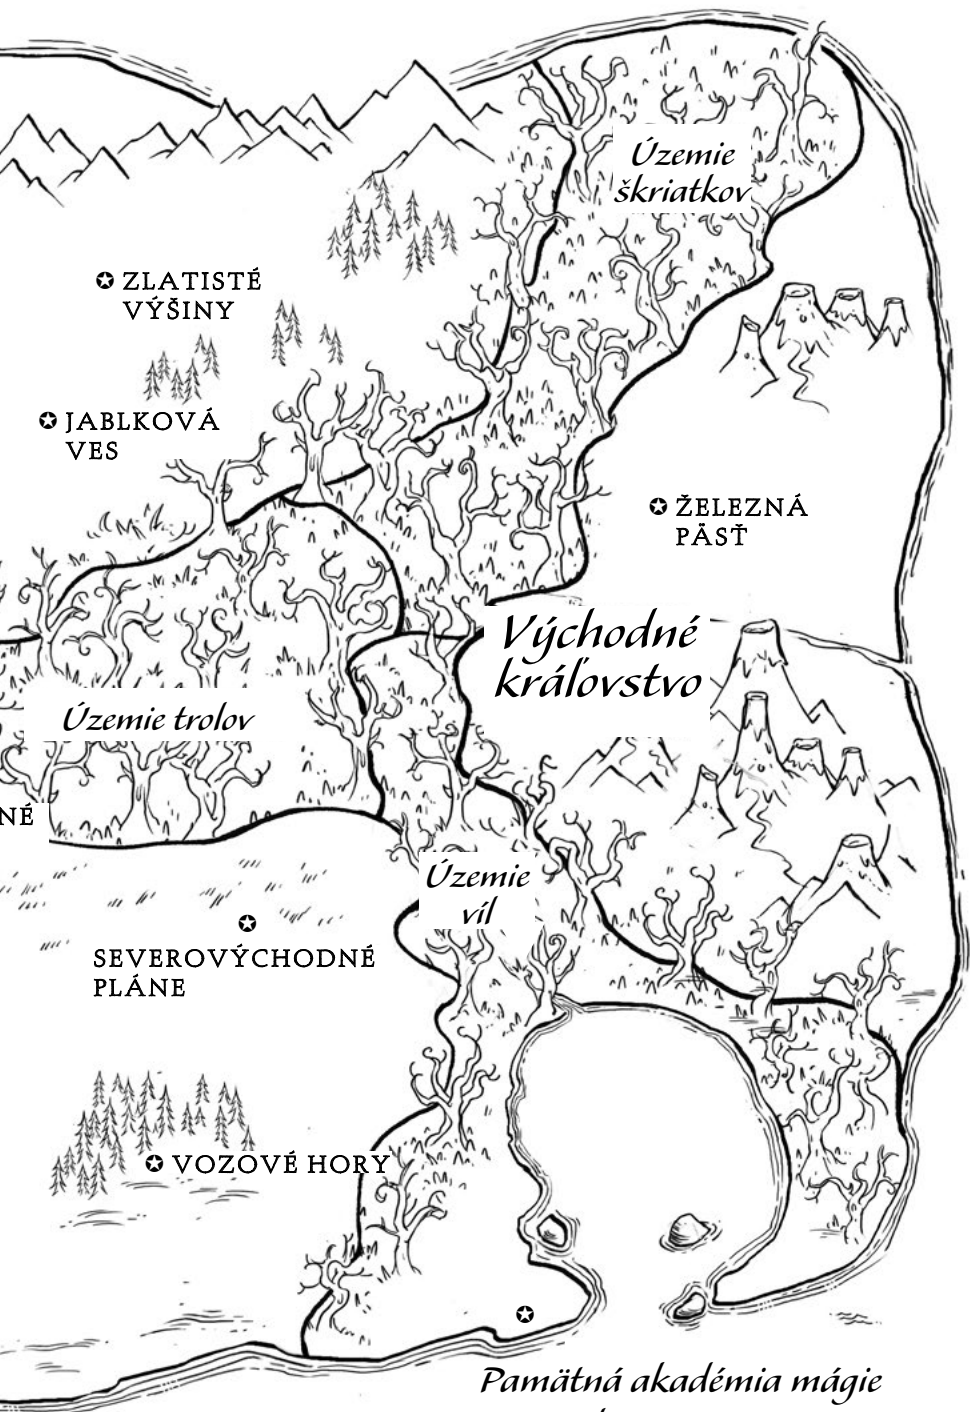 Územie
škriatkov
ZLATISTÉ
VÝŠINY
JABLKOVÁ
VES
ŽELEZNÁ
PÄSŤ
Východné
kráľovstvo
Územie trolov
NÉ
Územie
víl
SEVEROVÝCHODNÉ
PLÁNE
VOZOVÉ HORY
Pamätná akadémia mágie